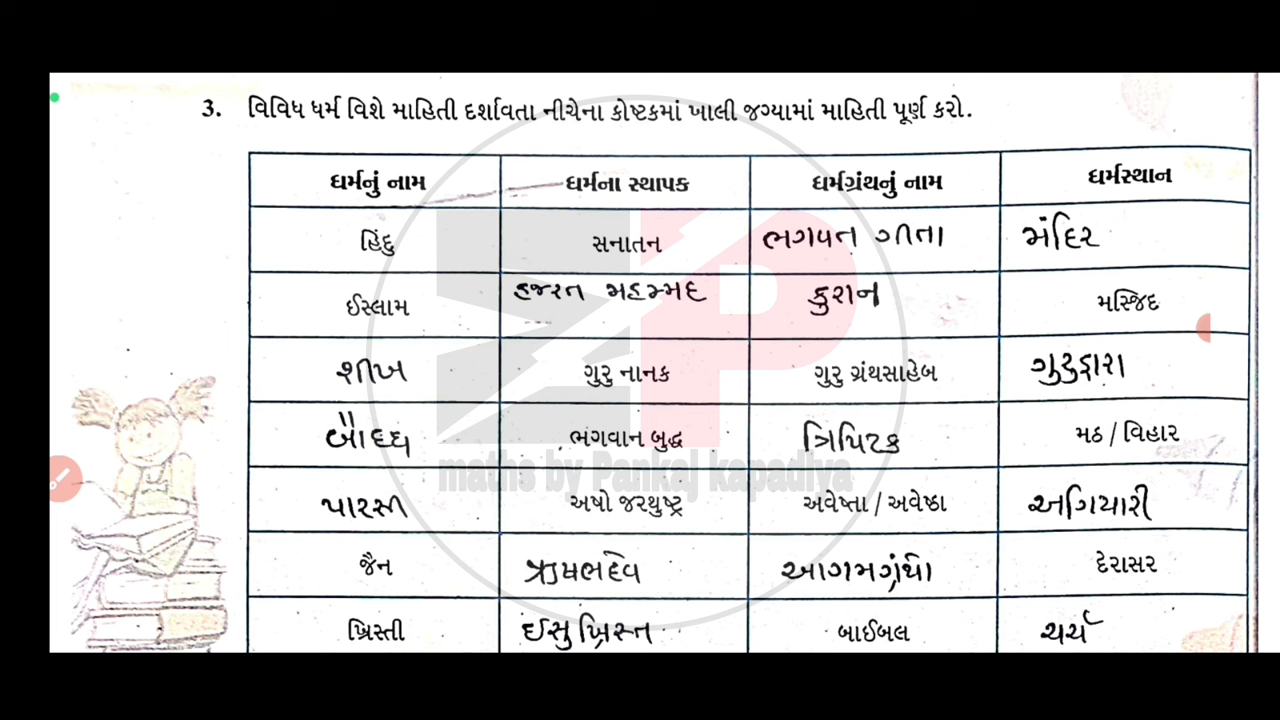 3. વિવિધ ધર્મ વિશે માહિતી દર્શાવતા નીચેના કોષ્ટકમાં ખાલી જગ્યામાં માહિતી પૂર્ણ કરો.
ધર્મનું નામ ધર્મના સ્થાપક ધર્મગ્રંથનું નામ ધર્મસ્થાન
હિંદુ સનાતન ભગવત ગીતા મંદિર
ઈસ્લામ હજરત મહમ્મદ કુરાન મસ્જિદ
શીખ ગુરુ નાનક ગુરુ ગ્રંથસાહેબ ગુરુદ્વારા
બૌધ્ધ ભગવાન બુદ્ધ ત્રિપિટક મઠ / વિહાર
maths by Pankaj kapadiya
પારસી અષો જરથુષ્ટ્ર અવેષ્તા / અવેષ્ઠા અગિયારી
જૈન ઋષભદેવ આગમગ્રંથો દેરાસર
ખ્રિસ્તી ઈસુ ખ્રિસ્ત બાઈબલ ચર્ચ